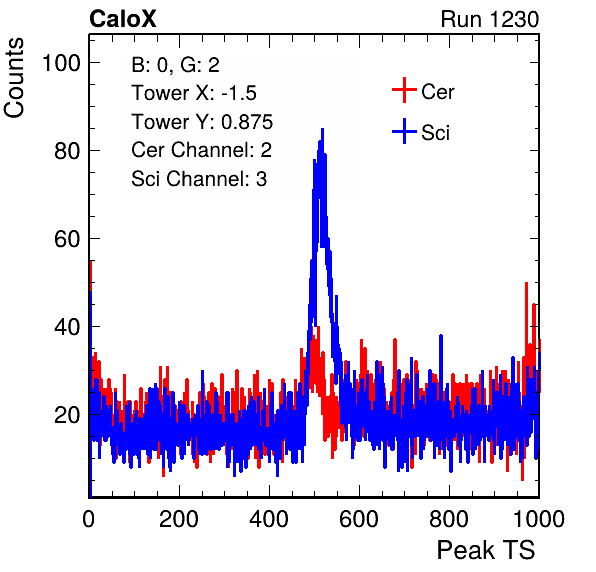 CaloX Run 1230
Counts
B: 0, G: 2
Tower X: -1.5
Tower Y: 0.875
Cer Channel: 2
Sci Channel: 3
Cer
Sci
100
80
60
40
20
0 200 400 600 800 1000
Peak TS